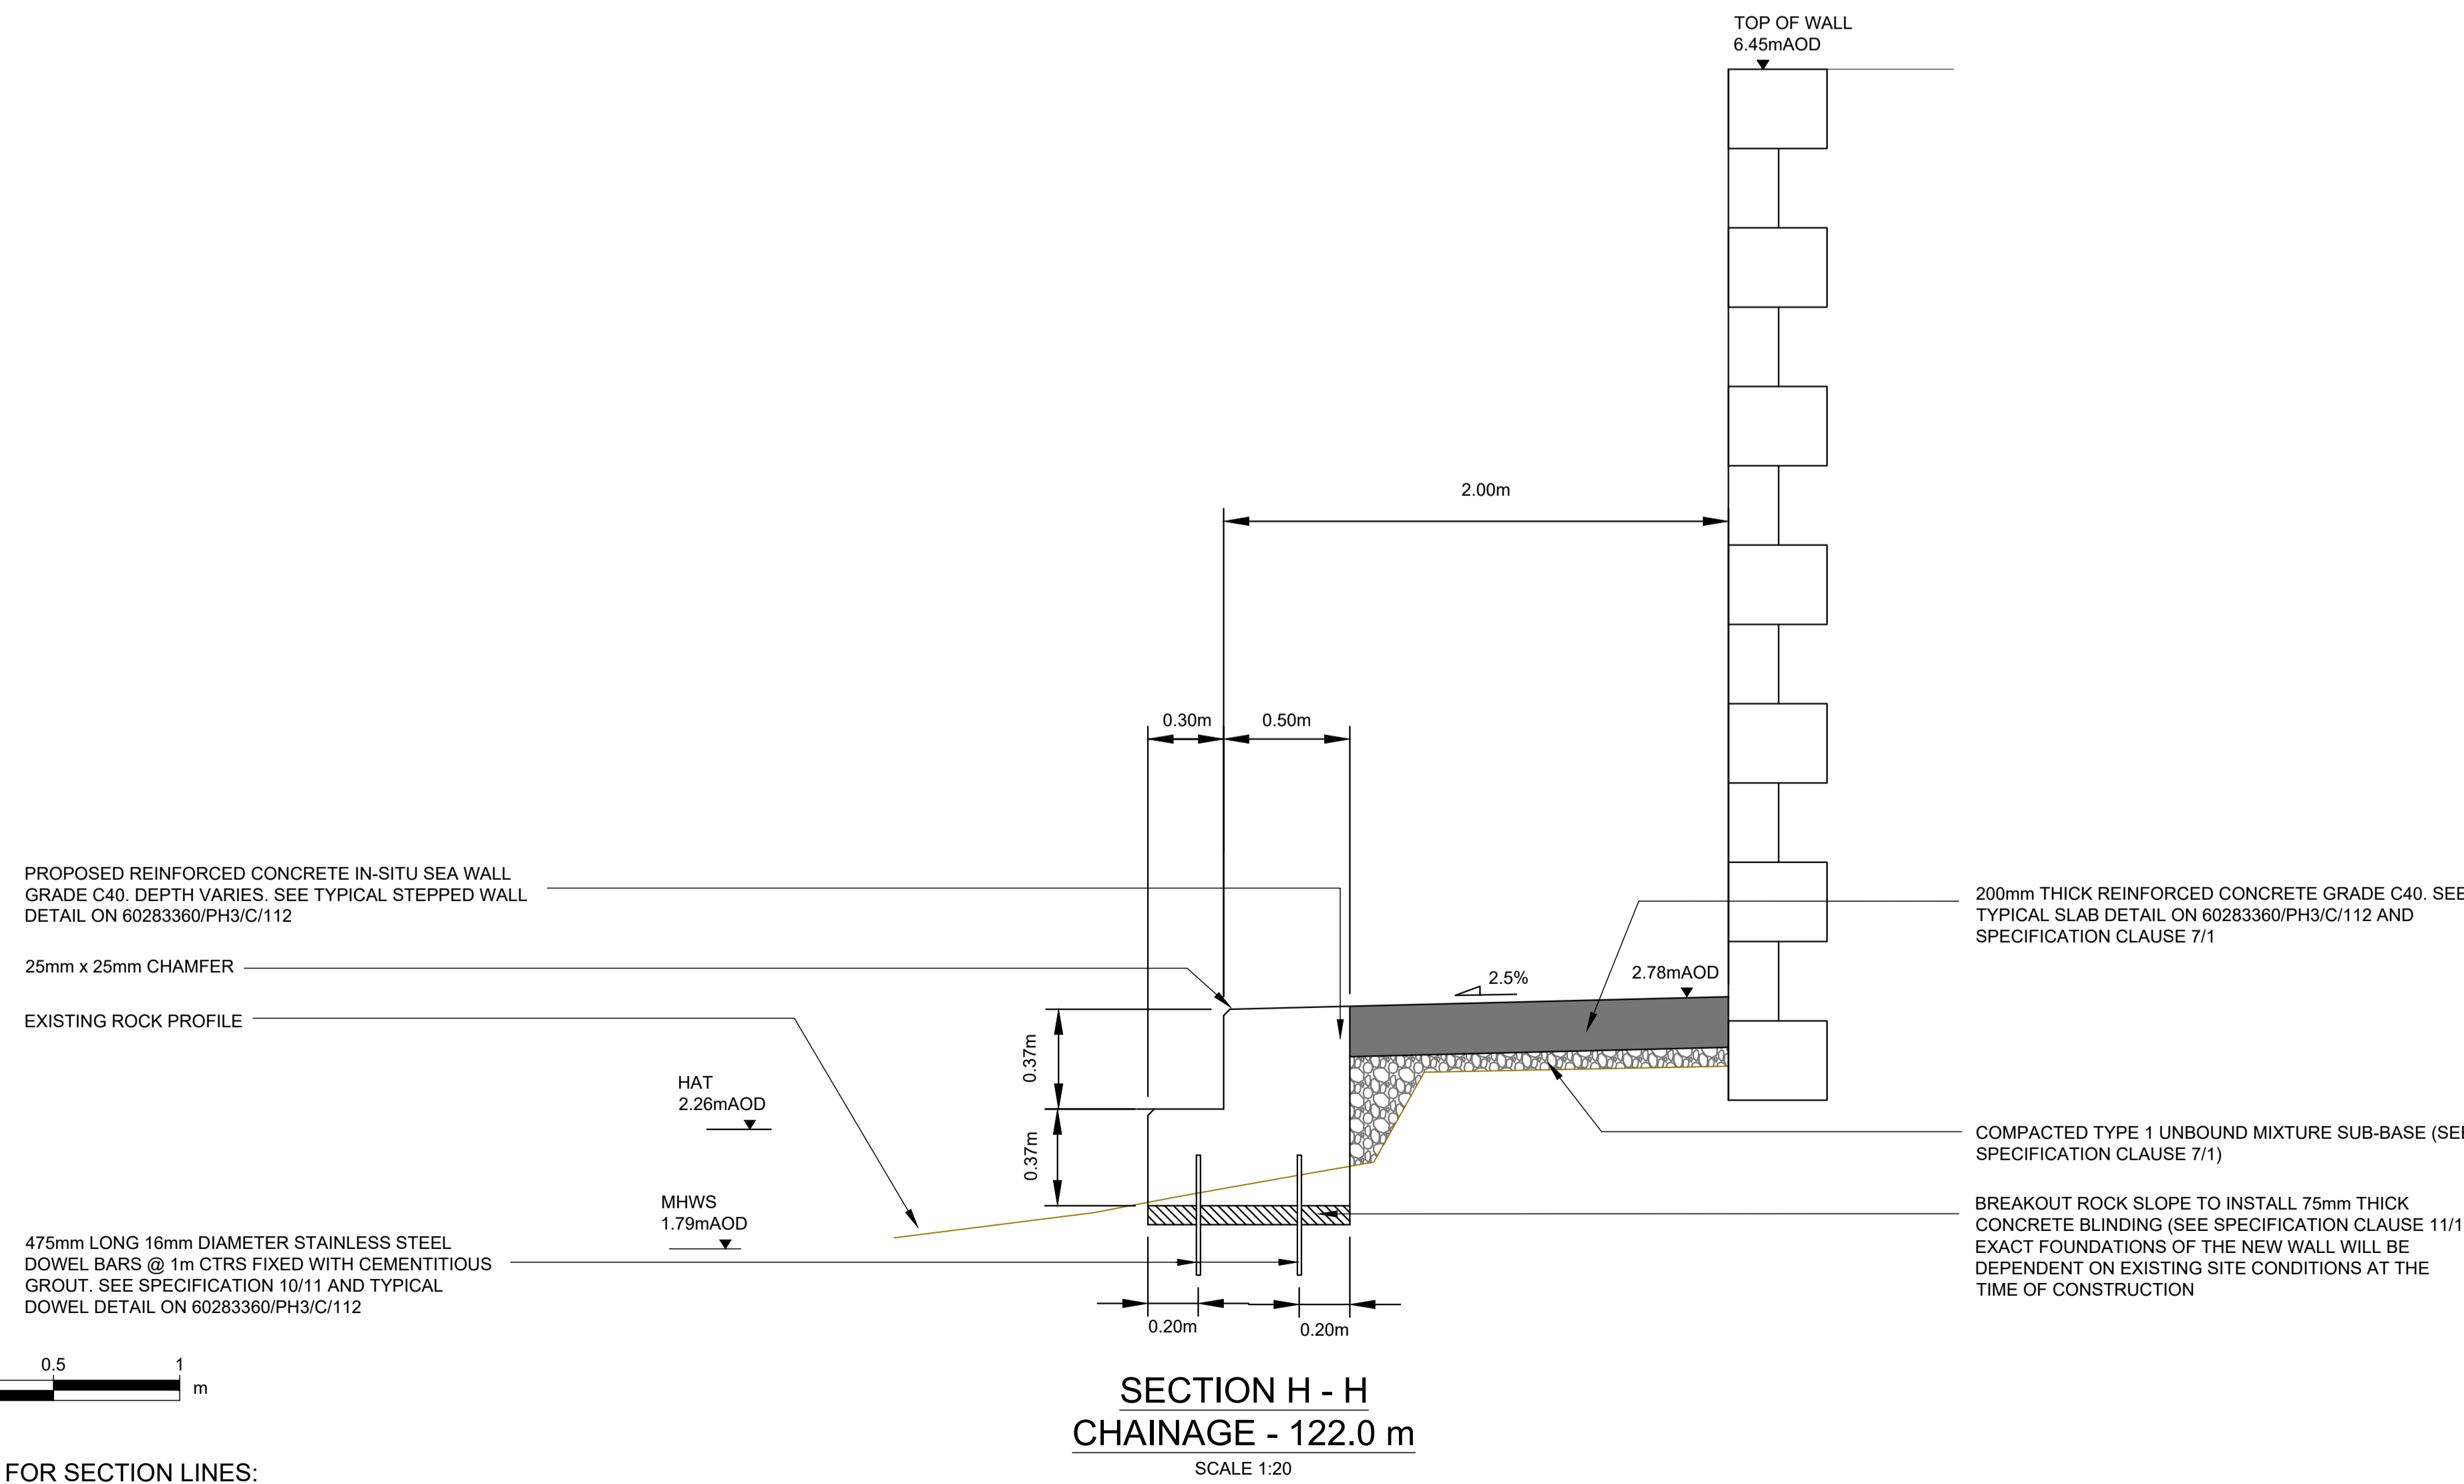 TOP OF WALL
6.45mAOD
2.00m
0.30m
0.50m
PROPOSED REINFORCED CONCRETE IN-SITU SEA WALL
GRADE C40. DEPTH VARIES. SEE TYPICAL STEPPED WALL
DETAIL ON 60283360/PH3/C/112
200mm THICK REINFORCED CONCRETE GRADE C40. SEE
TYPICAL SLAB DETAIL ON 60283360/PH3/C/112 AND
SPECIFICATION CLAUSE 7/1
25mm x 25mm CHAMFER
2.5%
2.78mAOD
EXISTING ROCK PROFILE
0.37m
HAT
2.26mAOD
0.37m
COMPACTED TYPE 1 UNBOUND MIXTURE SUB-BASE (SEE
SPECIFICATION CLAUSE 7/1)
MHWS
1.79mAOD
BREAKOUT ROCK SLOPE TO INSTALL 75mm THICK
CONCRETE BLINDING (SEE SPECIFICATION CLAUSE 11/1
EXACT FOUNDATIONS OF THE NEW WALL WILL BE
DEPENDENT ON EXISTING SITE CONDITIONS AT THE
TIME OF CONSTRUCTION
475mm LONG 16mm DIAMETER STAINLESS STEEL
DOWEL BARS @ 1m CTRS FIXED WITH CEMENTITIOUS
GROUT. SEE SPECIFICATION 10/11 AND TYPICAL
DOWEL DETAIL ON 60283360/PH3/C/112
0.20m
0.20m
0.5
1
m
SECTION H - H
CHAINAGE - 122.0 m
SCALE 1:20
FOR SECTION LINES: